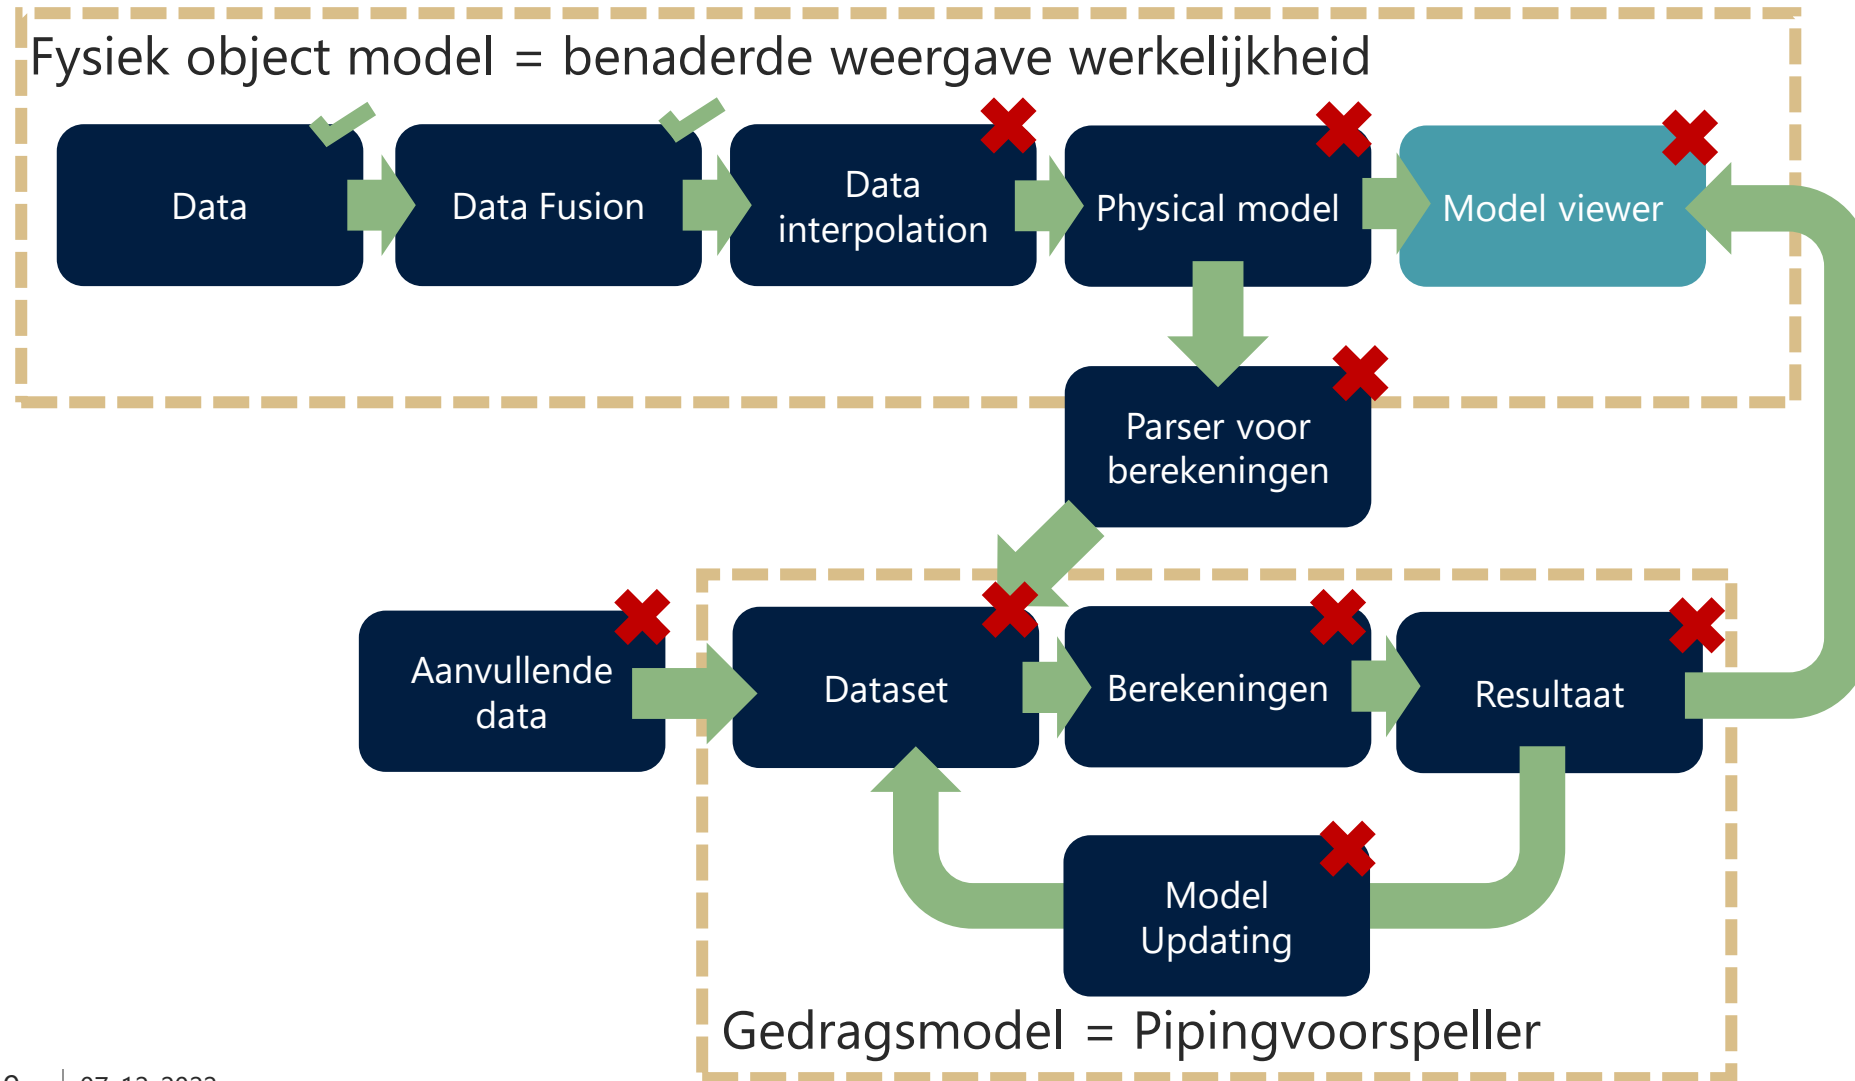 Fysiek object model = benaderde weergave werkelijkheid
Data
Data Fusion
Data
interpolation
Physical model
Model viewer
Parser voor
berekeningen
Aanvullende
data
Dataset
Berekeningen
Resultaat
Model
Updating
Gedragsmodel = Pipingvoorspeller